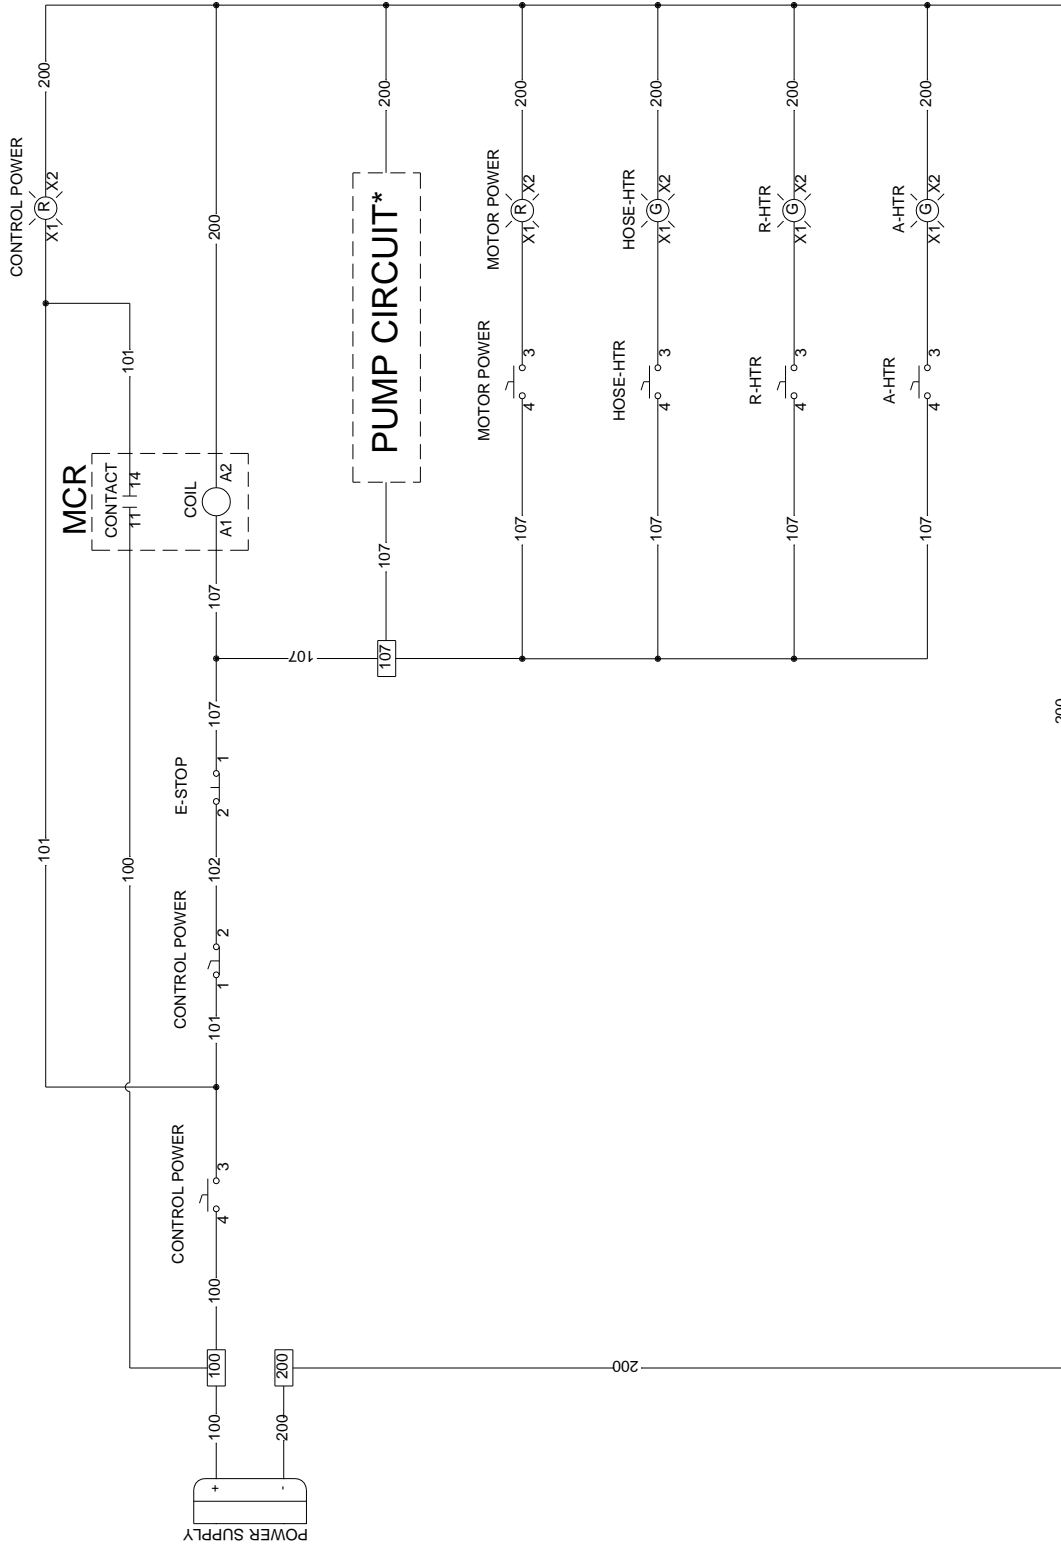 POWER SUPPLY
+
-
100
200
100
200
200
100
CONTROL POWER
4
3
101
CONTROL POWER
1
2
102
E-STOP
2
1
107
107
101
100
MCR
CONTACT
11
14
101
COIL
A1
A2
107
200
CONTROL POWER
X1
R
X2
200
107
107
PUMP CIRCUIT*
200
107
MOTOR POWER
4
3
MOTOR POWER
X1
R
X2
200
107
HOSE-HTR
4
3
HOSE-HTR
X1
G
X2
200
107
R-HTR
4
3
R-HTR
X1
G
X2
200
107
A-HTR
4
3
A-HTR
X1
G
X2
200